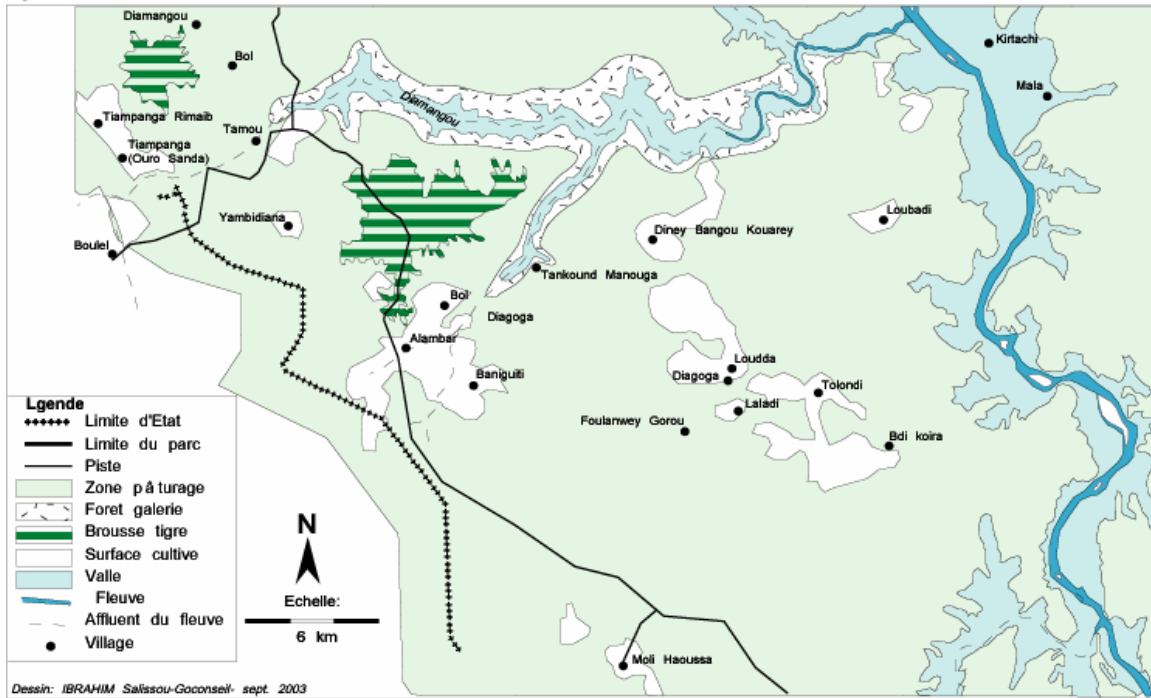 Diamangou
Bol
Kirtachi
Mala
Tiampanga Rimaib
Diamangou
Tamou
Tiampanga
(Ouro Sanda)
Yambidiana
Loubadi
Diney Bangou Kouarey
Boulel
Tankound Manouga
Bol
Diagoga
Alambar
Loudda
Diagoga
Baniguiti
Tolondi
Laladi
Foulanwey Gorou
Bdi koira
Lgende
Limite d'Etat
Limite du parc
Piste
Zone pâturage
Foret galerie
Brousse tigre
Surface cultive
Valle
Fleuve
Affluent du fleuve
Village
N
Echelle:
6 km
Moli Haoussa
Dessin: IBRAHIM Salissou-Goconseil- sept. 2003